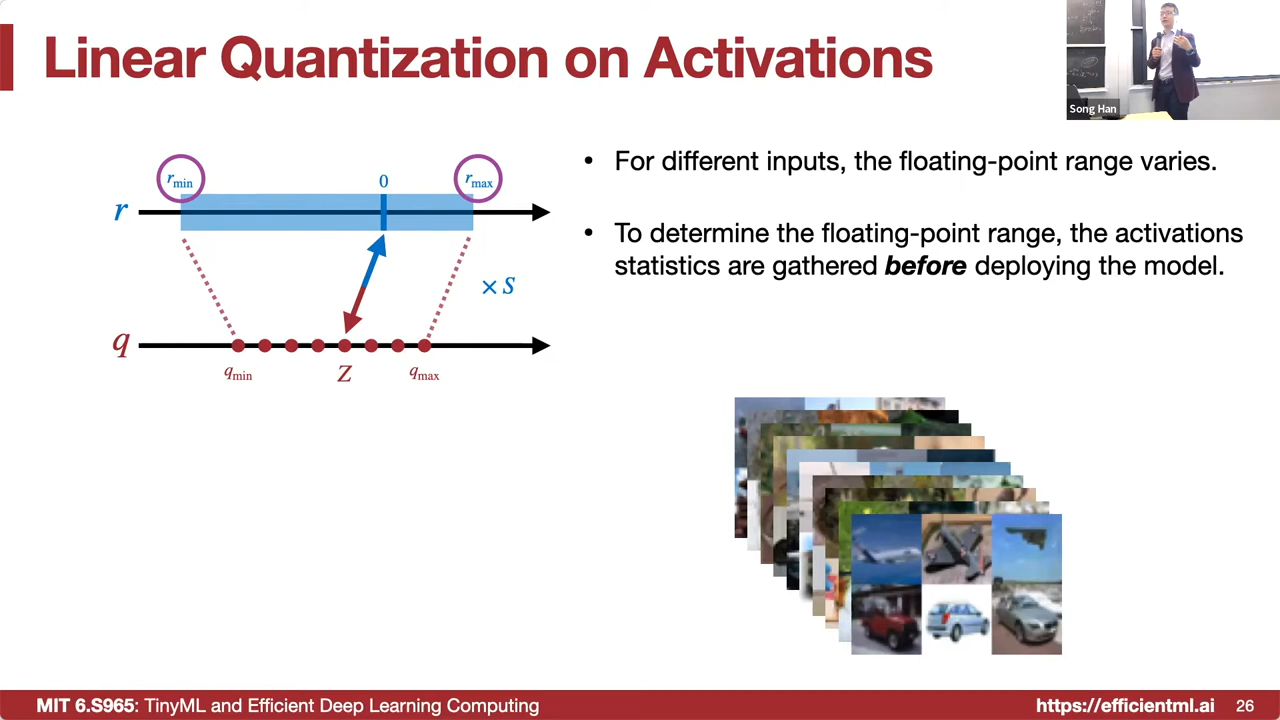 Linear Quantization on Activations
Song Han
r_min 0 r_max
r
× S
q
q_min Z q_max
• For different inputs, the floating-point range varies.
• To determine the floating-point range, the activations
statistics are gathered before deploying the model.
MIT 6.S965: TinyML and Efficient Deep Learning Computing
https://efficientml.ai 26